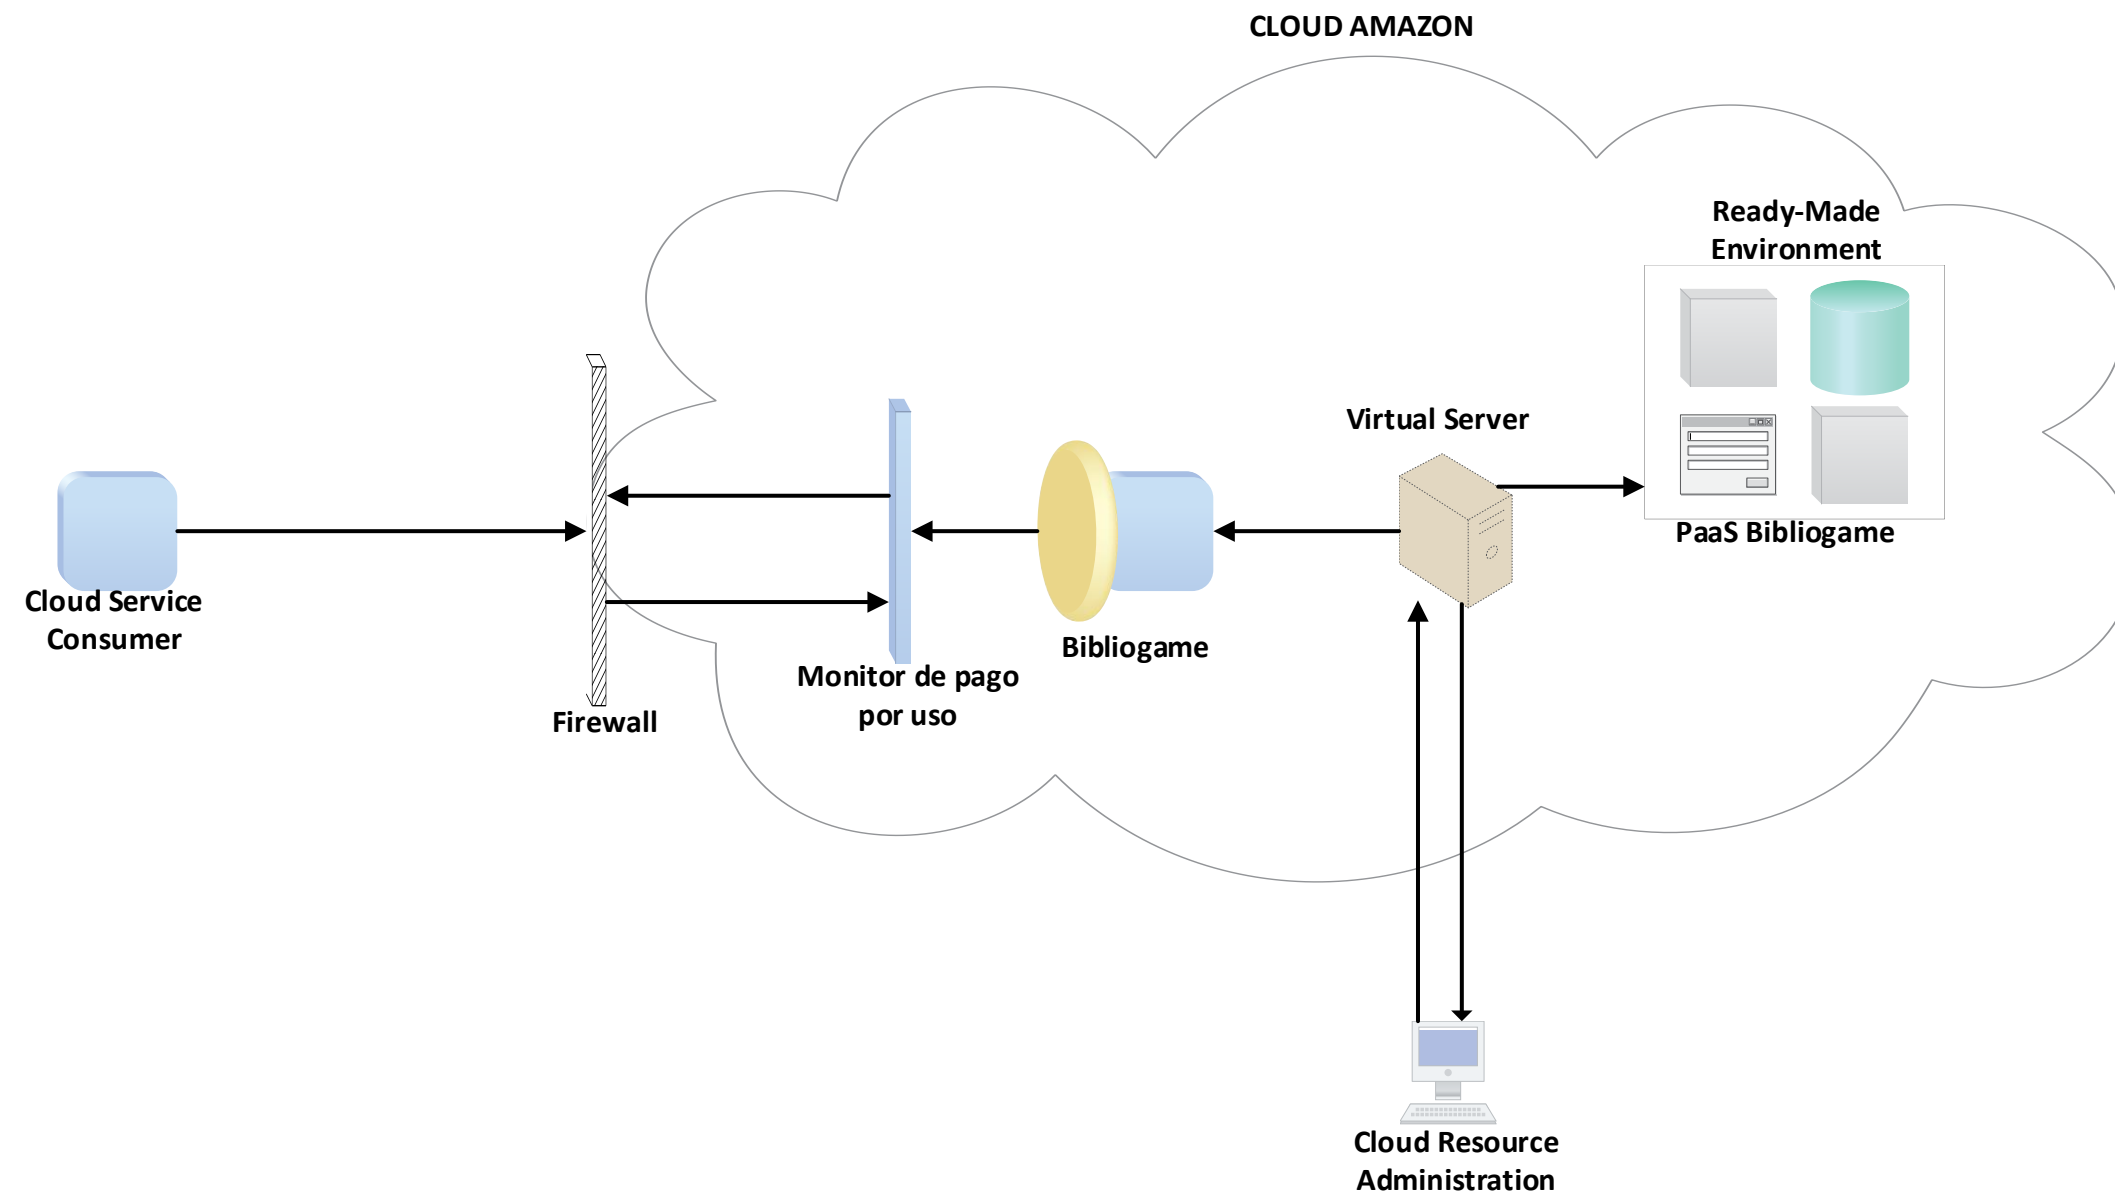 CLOUD AMAZON
Ready-Made
Environment
Virtual Server
PaaS Bibliogame
Cloud Service
Consumer
Bibliogame
Monitor de pago
por uso
Firewall
Cloud Resource
Administration